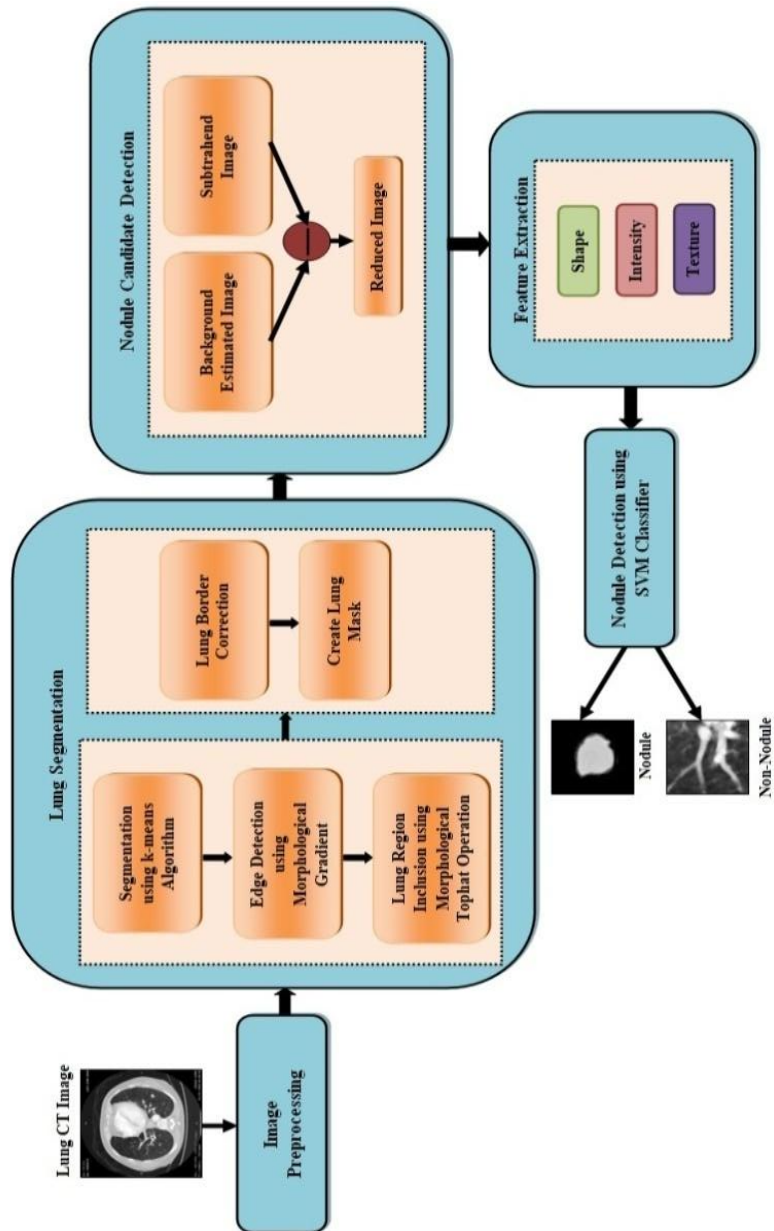 Lung CT Image
Image
Preprocessing
Lung Segmentation
Segmentation
using k-means
Algorithm
Edge Detection
using
Morphological
Gradient
Lung Region
Inclusion using
Morphological
Tophat Operation
Lung Border
Correction
Create Lung
Mask
Nodule Candidate Detection
Background
Estimated Image
Subtrahend
Image
Reduced Image
Feature Extraction
Shape
Intensity
Texture
Nodule Detection using
SVM Classifier
Nodule
Non-Nodule